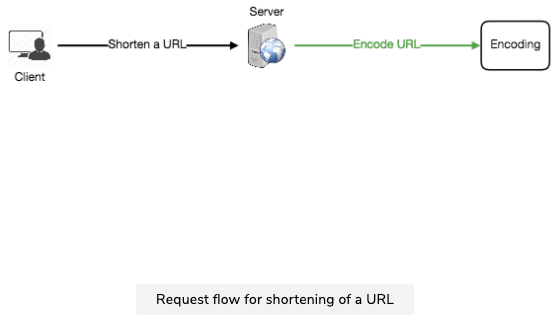 Server
Shorten a URL
Encode URL
Encoding
Client
Request flow for shortening of a URL